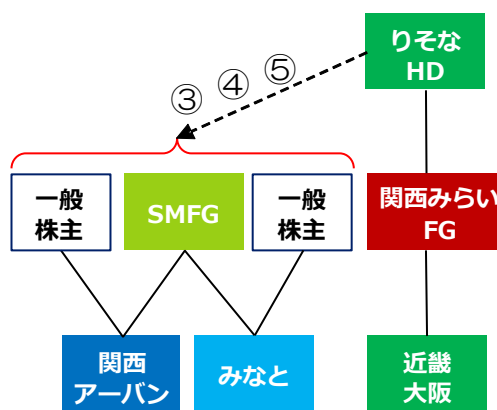 りそな
HD
③ ④ ⑤
一般
株主
SMFG
一般
株主
関西みらい
FG
関西
アーバン
みなと
近畿
大阪